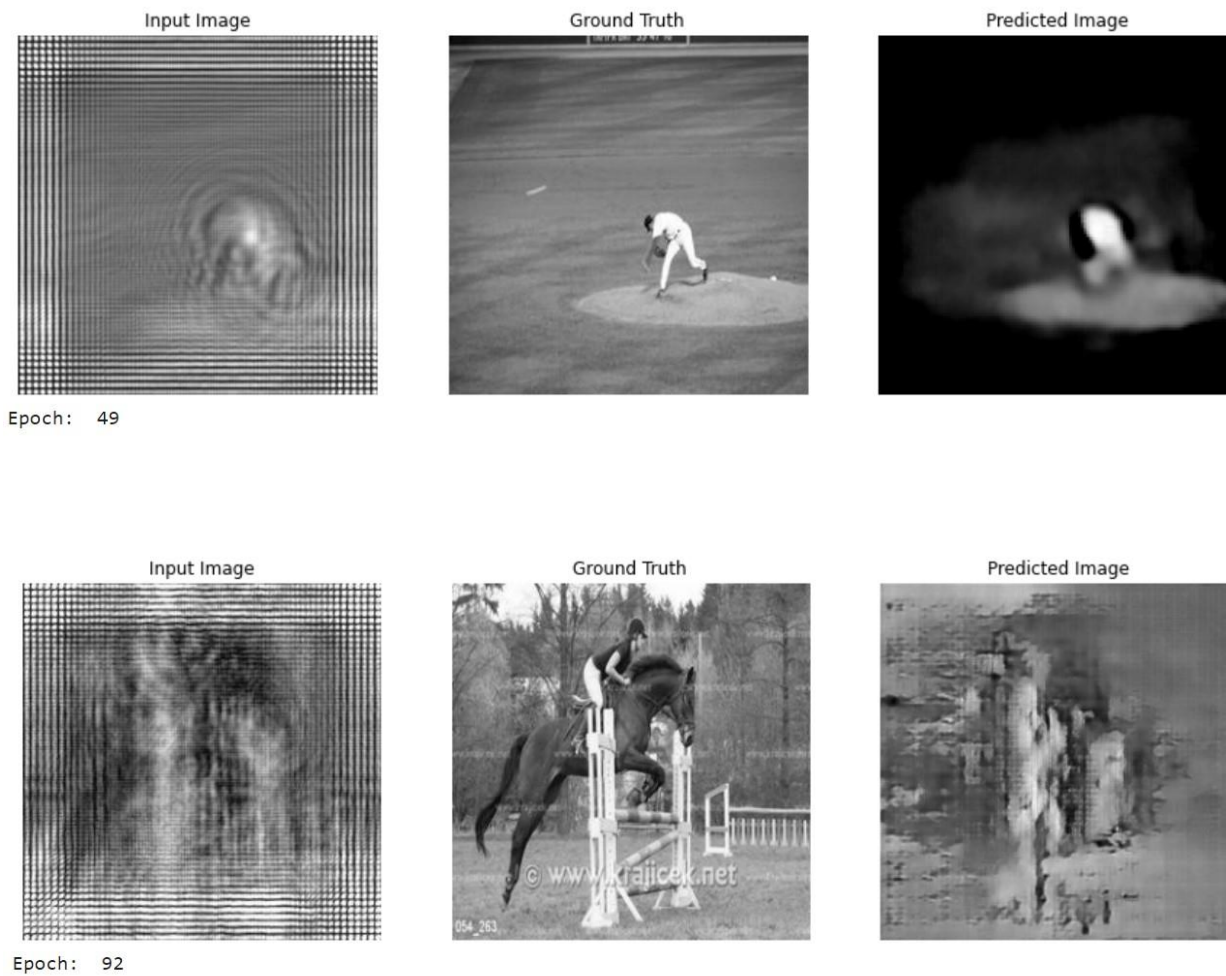 Input Image
Ground Truth
Predicted Image
Epoch: 49
Input Image
Ground Truth
Predicted Image
© www.krajicek.net
054_263
Epoch: 92